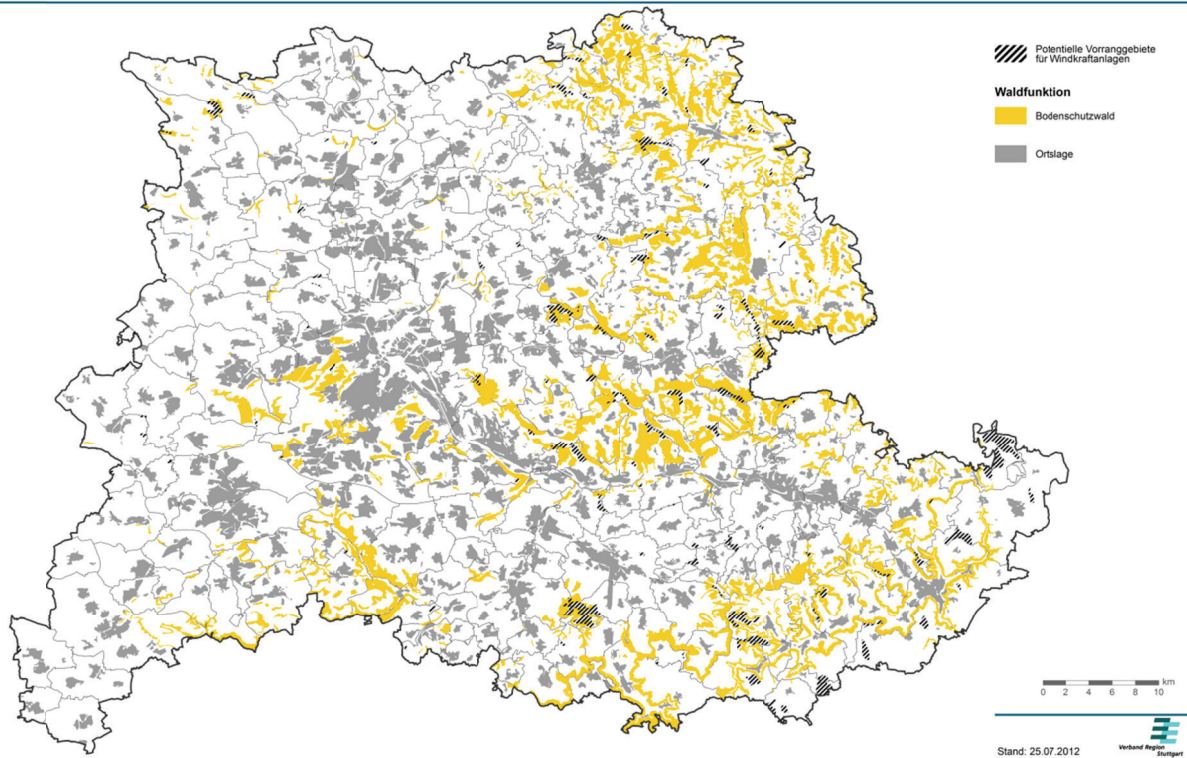 Potentielle Vorranggebiete
für Windkraftanlagen
Waldfunktion
Bodenschutzwald
Ortslage
km
0 2 4 6 8 10
Stand: 25.07.2012
Verband Region
Stuttgart